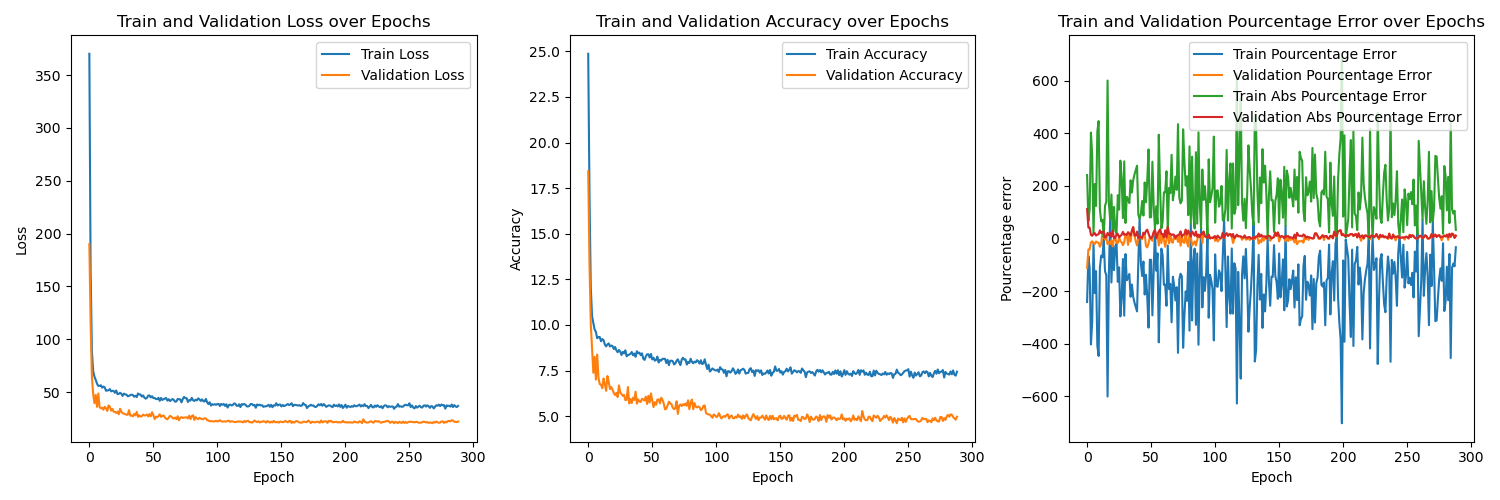 Train and Validation Loss over Epochs
Train Loss
Validation Loss
350
300
250
200
150
100
50
Loss
0
50
100
150
200
250
300
Epoch
Train and Validation Accuracy over Epochs
Train Accuracy
Validation Accuracy
25.0
22.5
20.0
17.5
15.0
12.5
10.0
7.5
5.0
Accuracy
0
50
100
150
200
250
300
Epoch
Train and Validation Pourcentage Error over Epochs
Train Pourcentage Error
Validation Pourcentage Error
Train Abs Pourcentage Error
Validation Abs Pourcentage Error
600
400
200
0
−200
−400
−600
Pourcentage error
0
50
100
150
200
250
300
Epoch